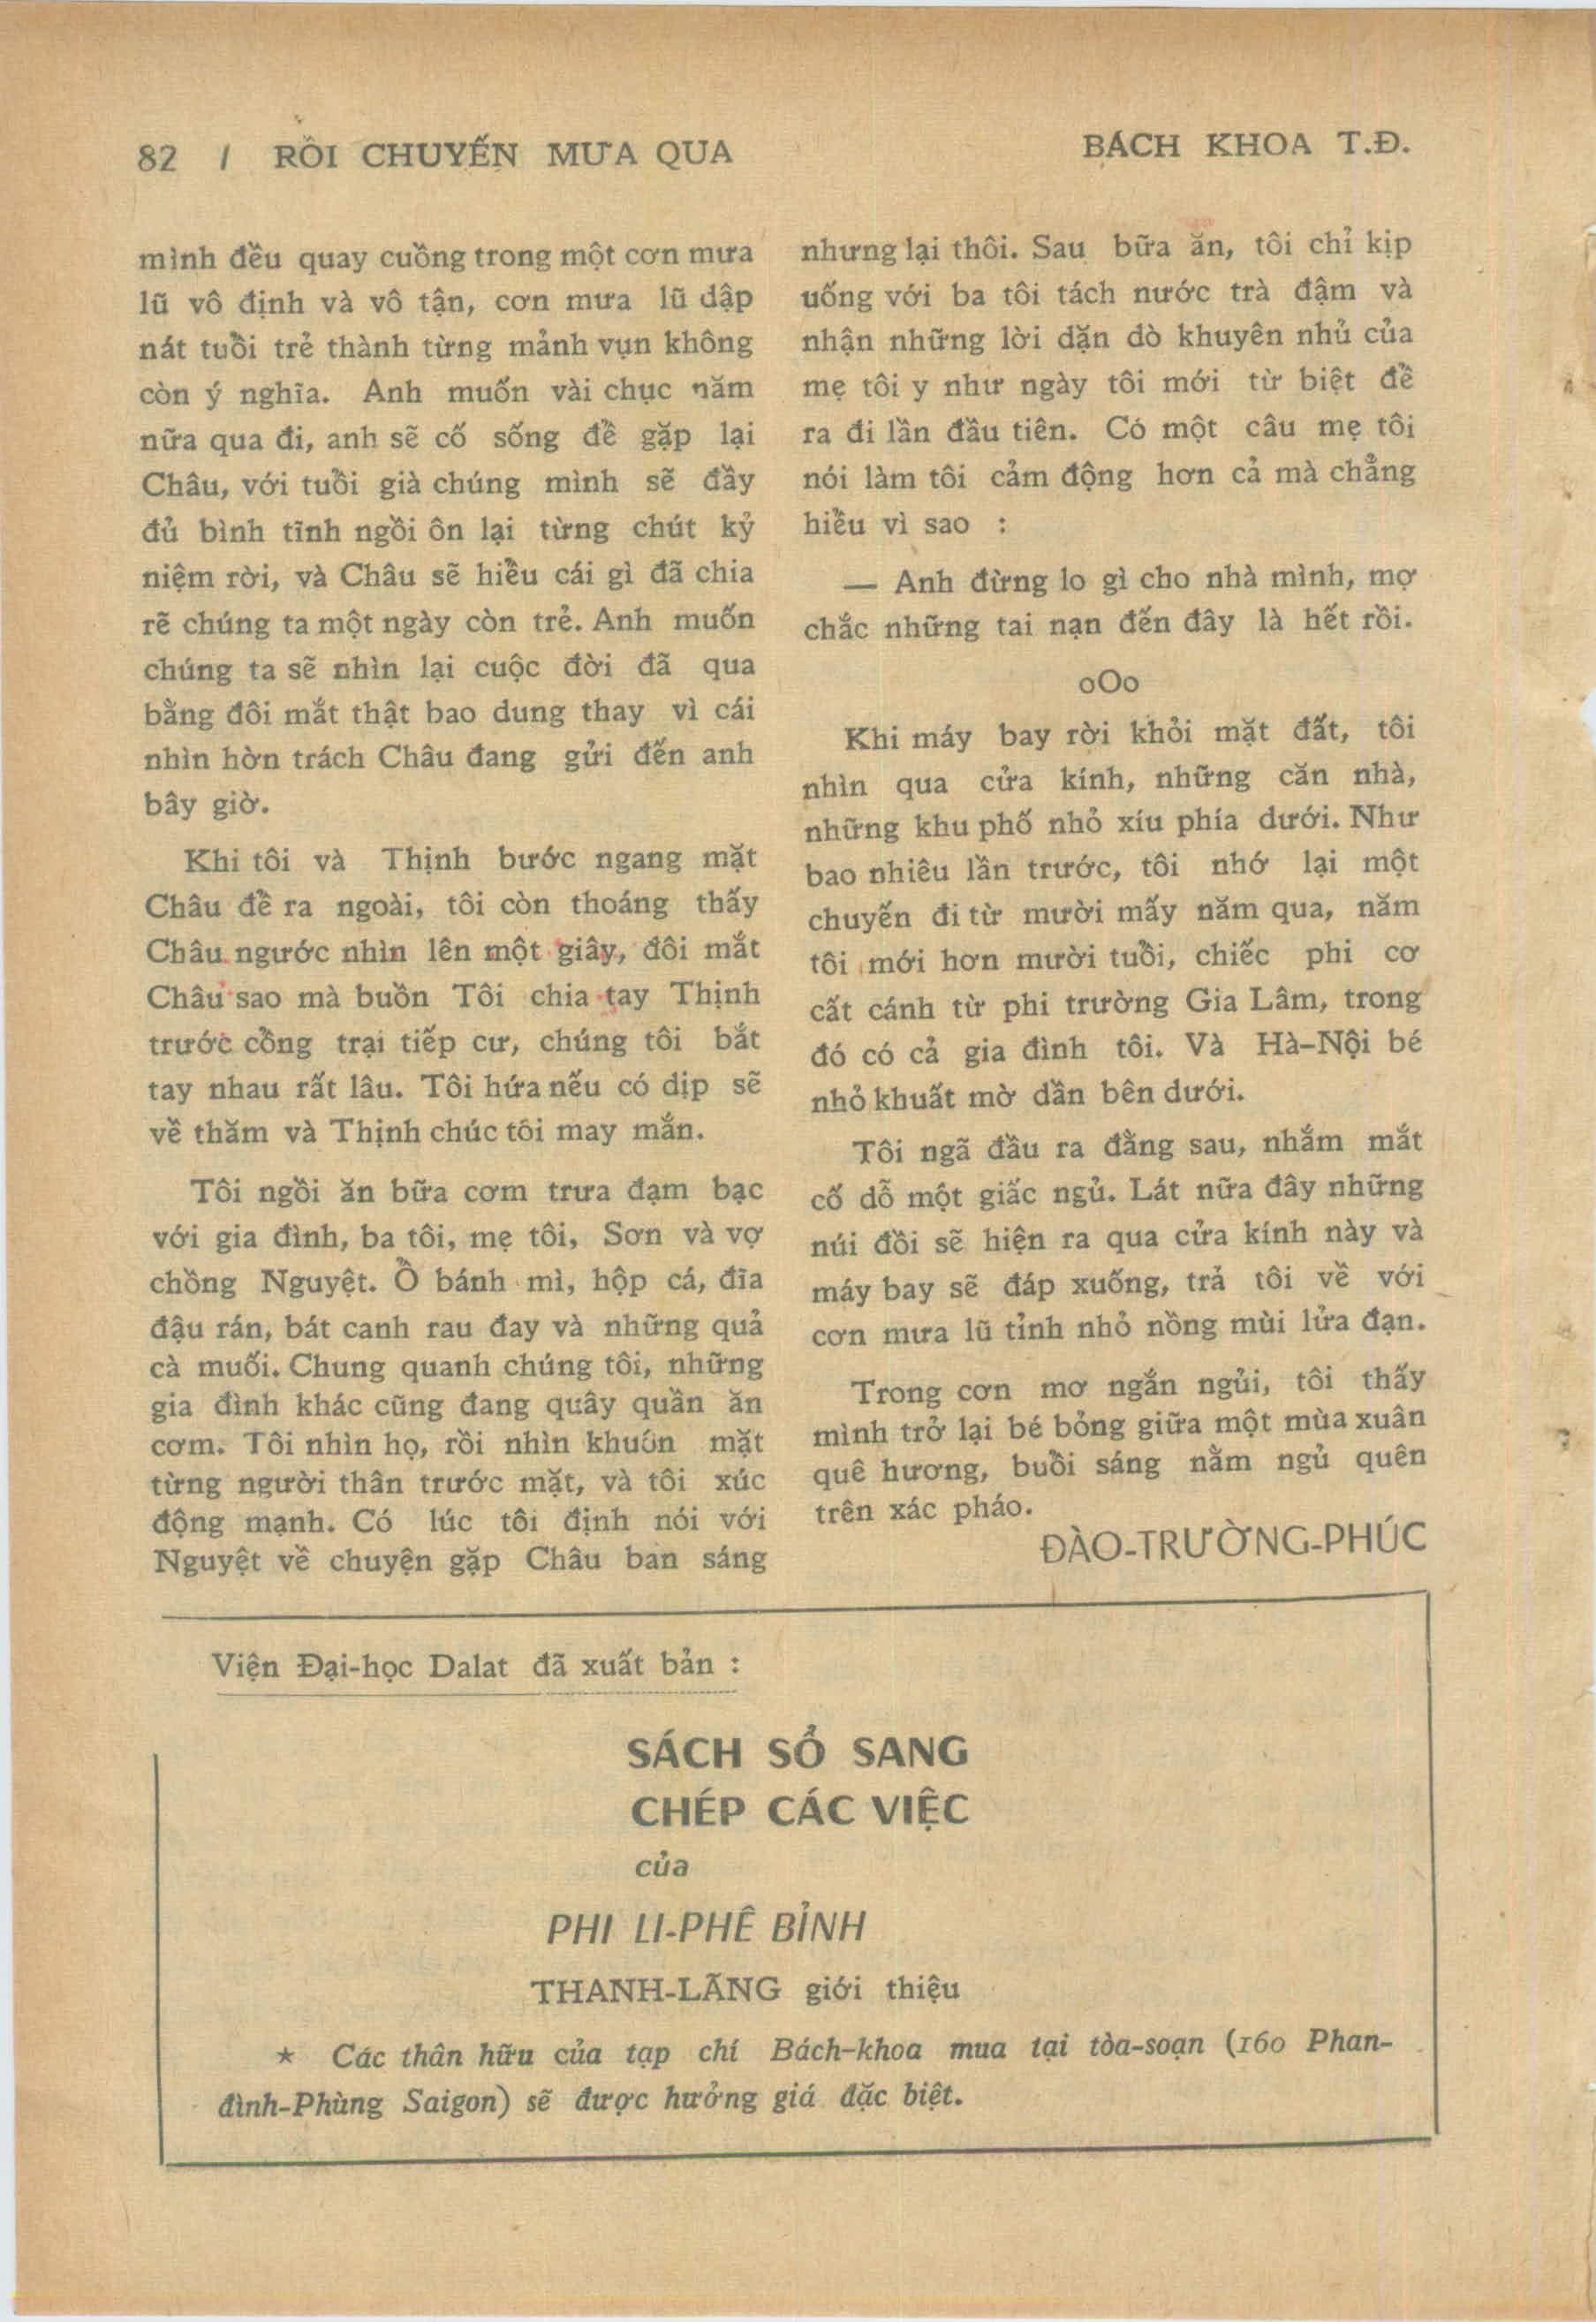 82 / RỒI CHUYẾN MƯA QUA
BÁCH KHOA T.Đ.
mình đều quay cuồng trong một cơn mưa
lũ vô định và vô tận, cơn mưa lũ dập
nát tuổi trẻ thành từng mảnh vụn không
còn ý nghĩa. Anh muốn vài chục năm
nữa qua đi, anh sẽ cố sống để gặp lại
Châu, với tuổi già chúng mình sẽ đầy
đủ bình tĩnh ngồi ôn lại từng chút kỷ
niệm rời, và Châu sẽ hiểu cái gì đã chia
rẽ chúng ta một ngày còn trẻ. Anh muốn
chúng ta sẽ nhìn lại cuộc đời đã qua
bằng đôi mắt thật bao dung thay vì cái
nhìn hờn trách Châu đang gửi đến anh
bây giờ.
Khi tôi và Thịnh bước ngang mặt
Châu để ra ngoài, tôi còn thoáng thấy
Châu ngước nhìn lên một giây, đôi mắt
Châu sao mà buồn Tôi chia tay Thịnh
trước cổng trại tiếp cư, chúng tôi bắt
tay nhau rất lâu. Tôi hứa nếu có dịp sẽ
về thăm và Thịnh chúc tôi may mắn.
Tôi ngồi ăn bữa cơm trưa đạm bạc
với gia đình, ba tôi, mẹ tôi, Sơn và vợ
chồng Nguyệt. Ổ bánh mì, hộp cá, đĩa
đậu rán, bát canh rau đay và những quả
cà muối. Chung quanh chúng tôi, những
gia đình khác cũng đang quây quần ăn
cơm. Tôi nhìn họ, rồi nhìn khuôn mặt
từng người thân trước mặt, và tôi xúc
động mạnh. Có lúc tôi định nói với
Nguyệt về chuyện gặp Châu ban sáng
nhưng lại thôi. Sau bữa ăn, tôi chỉ kịp
uống với ba tôi tách nước trà đậm và
nhận những lời dặn dò khuyên nhủ của
mẹ tôi y như ngày tôi mới từ biệt để
ra đi lần đầu tiên. Có một câu mẹ tôi
nói làm tôi cảm động hơn cả mà chẳng
hiểu vì sao :
— Anh đừng lo gì cho nhà mình, mợ
chắc những tai nạn đến đây là hết rồi.
oOo
Khi máy bay rời khỏi mặt đất, tôi
nhìn qua cửa kính, những căn nhà,
những khu phố nhỏ xíu phía dưới. Như
bao nhiêu lần trước, tôi nhớ lại một
chuyến đi từ mười mấy năm qua, năm
tôi mới hơn mười tuổi, chiếc phi cơ
cất cánh từ phi trường Gia Lâm, trong
đó có cả gia đình tôi. Và Hà-Nội bé
nhỏ khuất mờ dần bên dưới.
Tôi ngã đầu ra đằng sau, nhắm mắt
cố dỗ một giấc ngủ. Lát nữa đây những
núi đồi sẽ hiện ra qua cửa kính này và
máy bay sẽ đáp xuống, trả tôi về với
cơn mưa lũ tỉnh nhỏ nồng mùi lửa đạn.
Trong cơn mơ ngắn ngủi, tôi thấy
mình trở lại bé bỏng giữa một mùa xuân
quê hương, buổi sáng nằm ngủ quên
trên xác pháo.
ĐÀO-TRƯỜNG-PHÚC
Viện Đại-học Dalat đã xuất bản :
SÁCH SỔ SANG
CHÉP CÁC VIỆC
của
PHI LI-PHÊ BỈNH
THANH-LÃNG giới thiệu
★ Các thân hữu của tạp chí Bách-khoa mua tại tòa-soạn (160 Phan-
đình-Phùng Saigon) sẽ được hưởng giá đặc biệt.